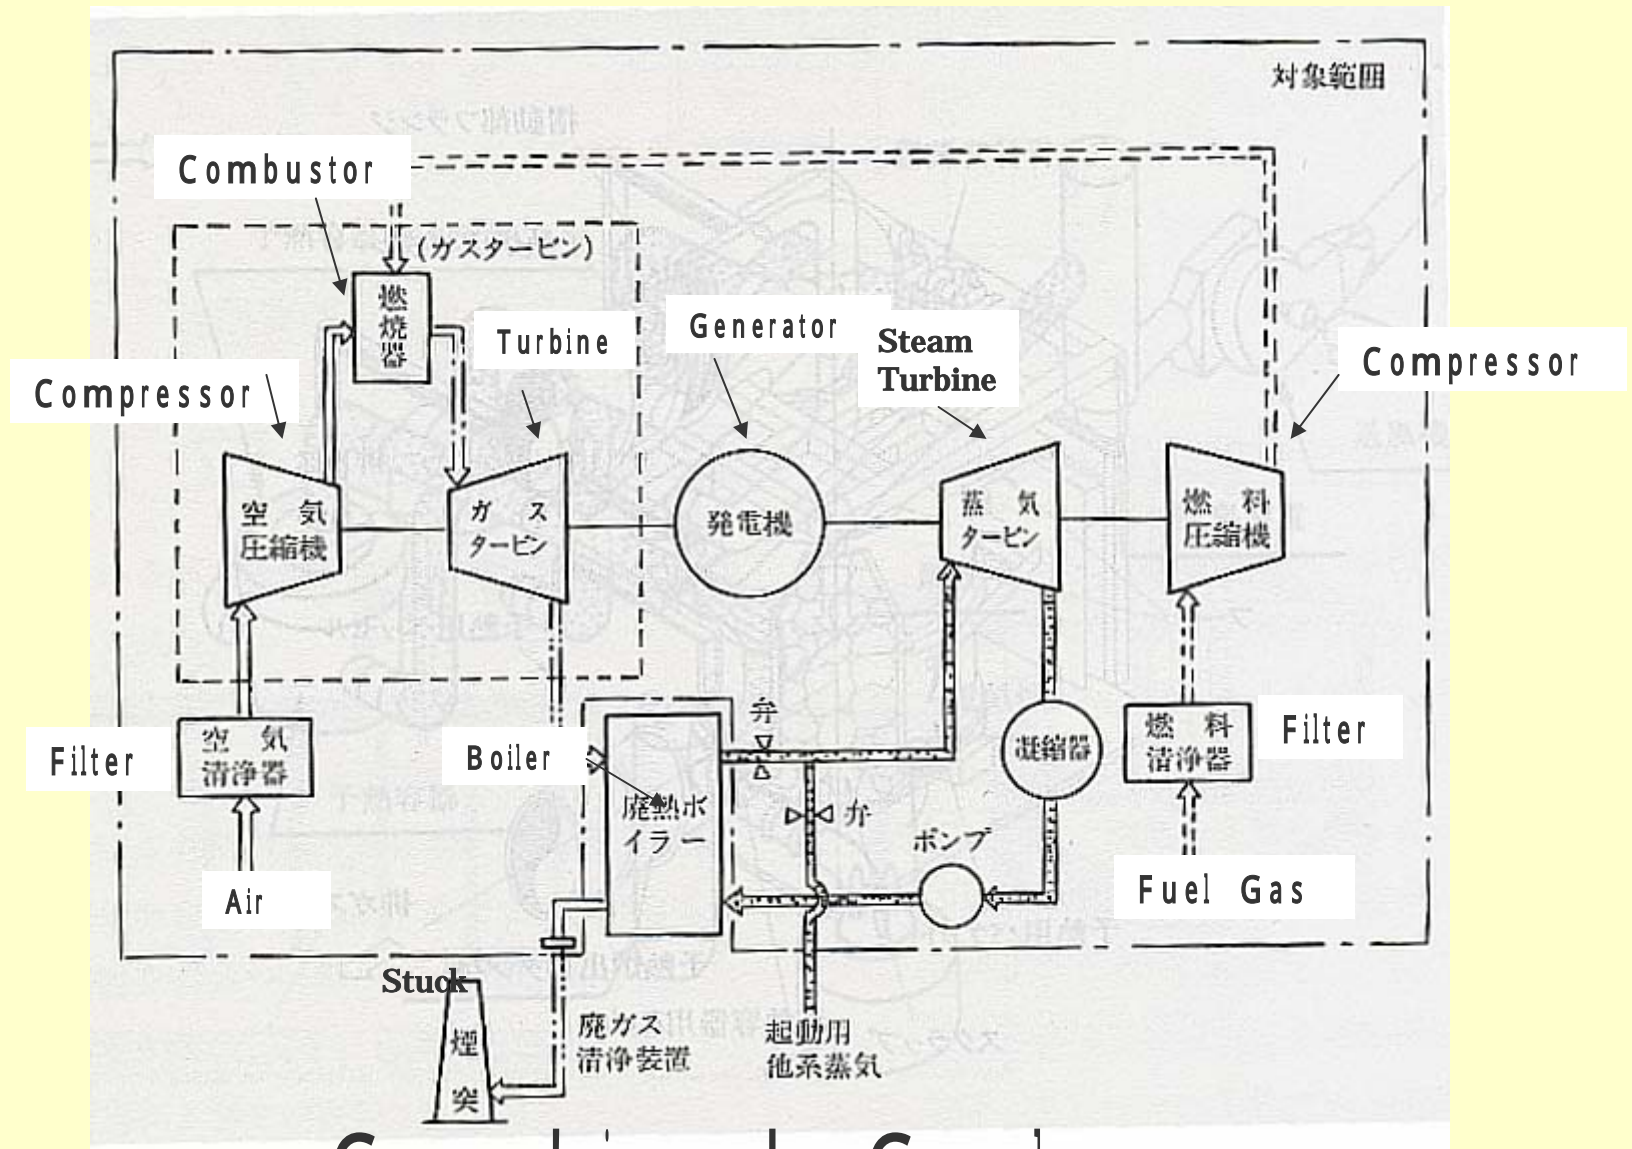 対象範囲
Combustor
(ガスタービン)
燃
焼
器
Turbine
Generator
Steam
Turbine
Compressor
Compressor
空 気
圧縮機
ガ ス
タービン
発電機
蒸 気
タービン
燃 料
圧縮機
Filter
空 気
清浄器
Boiler
廃熱ボ
イラー
弁
弁
凝縮器
燃 料
清浄器
Filter
ポンプ
Air
Fuel Gas
Stuck
煙
突
廃ガス
清浄装置
起動用
他系蒸気